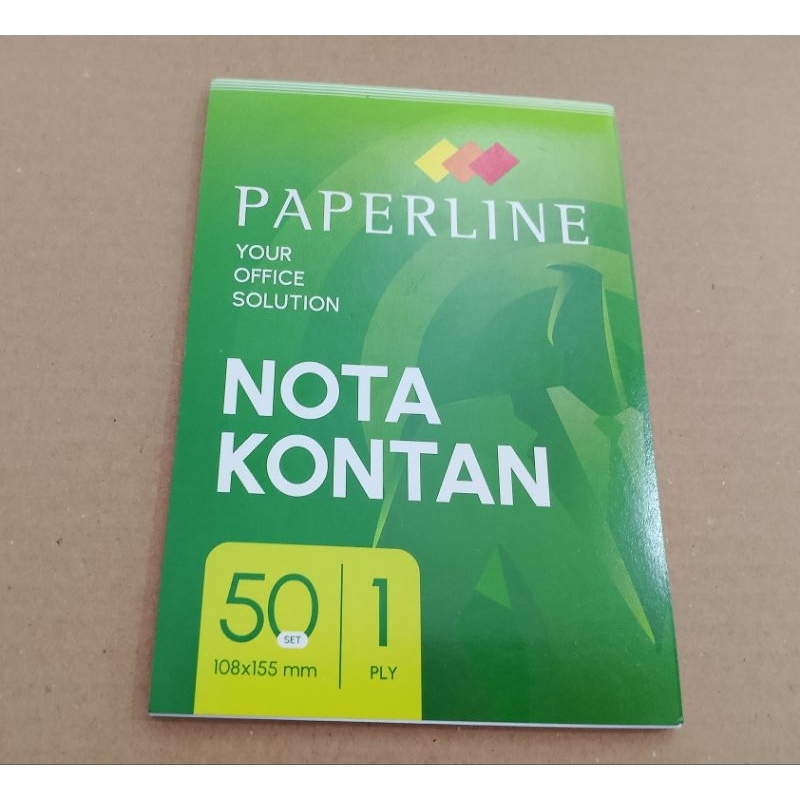 PAPERLINE
YOUR
OFFICE
SOLUTION
NOTA
KONTAN
50 SET
108x155 mm
1
PLY